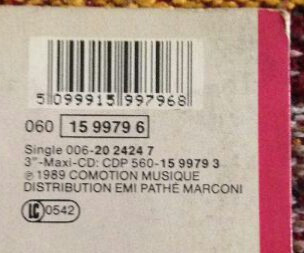 5 099915 997968
060 15 9979 6
Single 006-20 2424 7
3"-Maxi-CD: CDP 560-15 9979 3
℗ 1989 COMOTION MUSIQUE
DISTRIBUTION EMI PATHÉ MARCONI
LC 0542